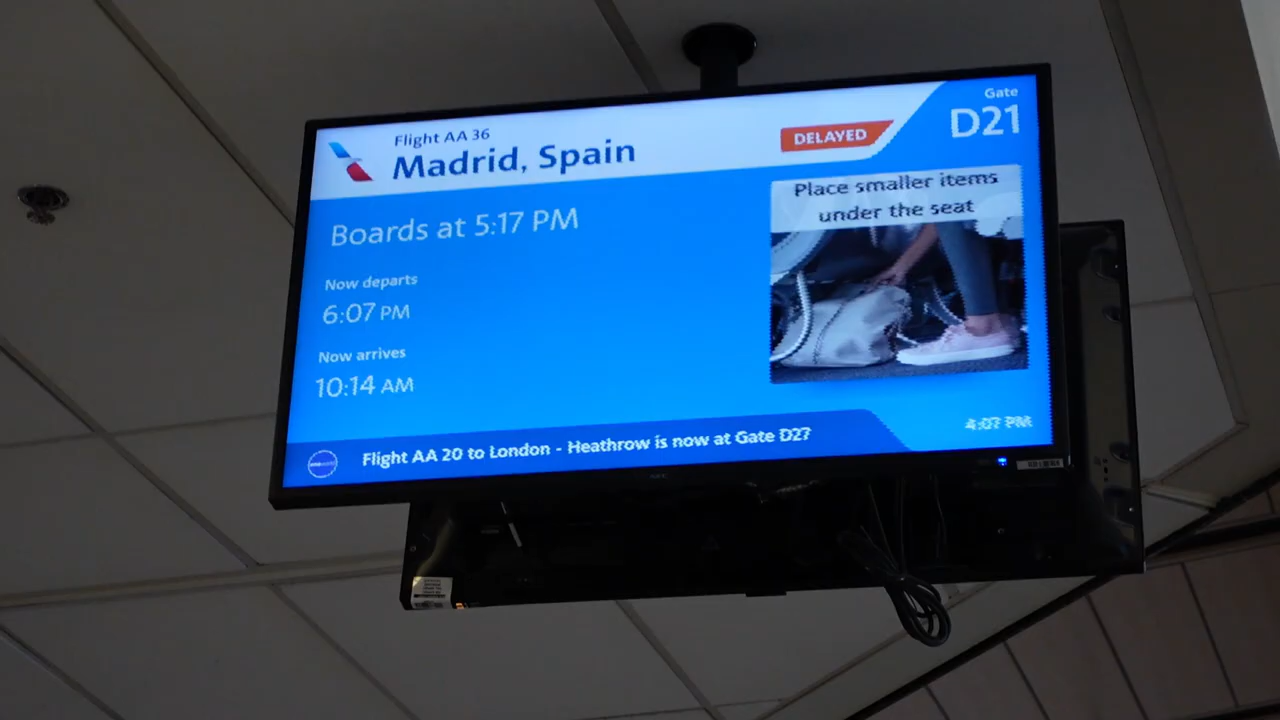 Flight AA 36
Madrid, Spain
DELAYED
Gate
D21
Boards at 5:17 PM
Place smaller items
under the seat
Now departs
6:07 PM
Now arrives
10:14 AM
4:07 PM
Flight AA 20 to London - Heathrow is now at Gate D27